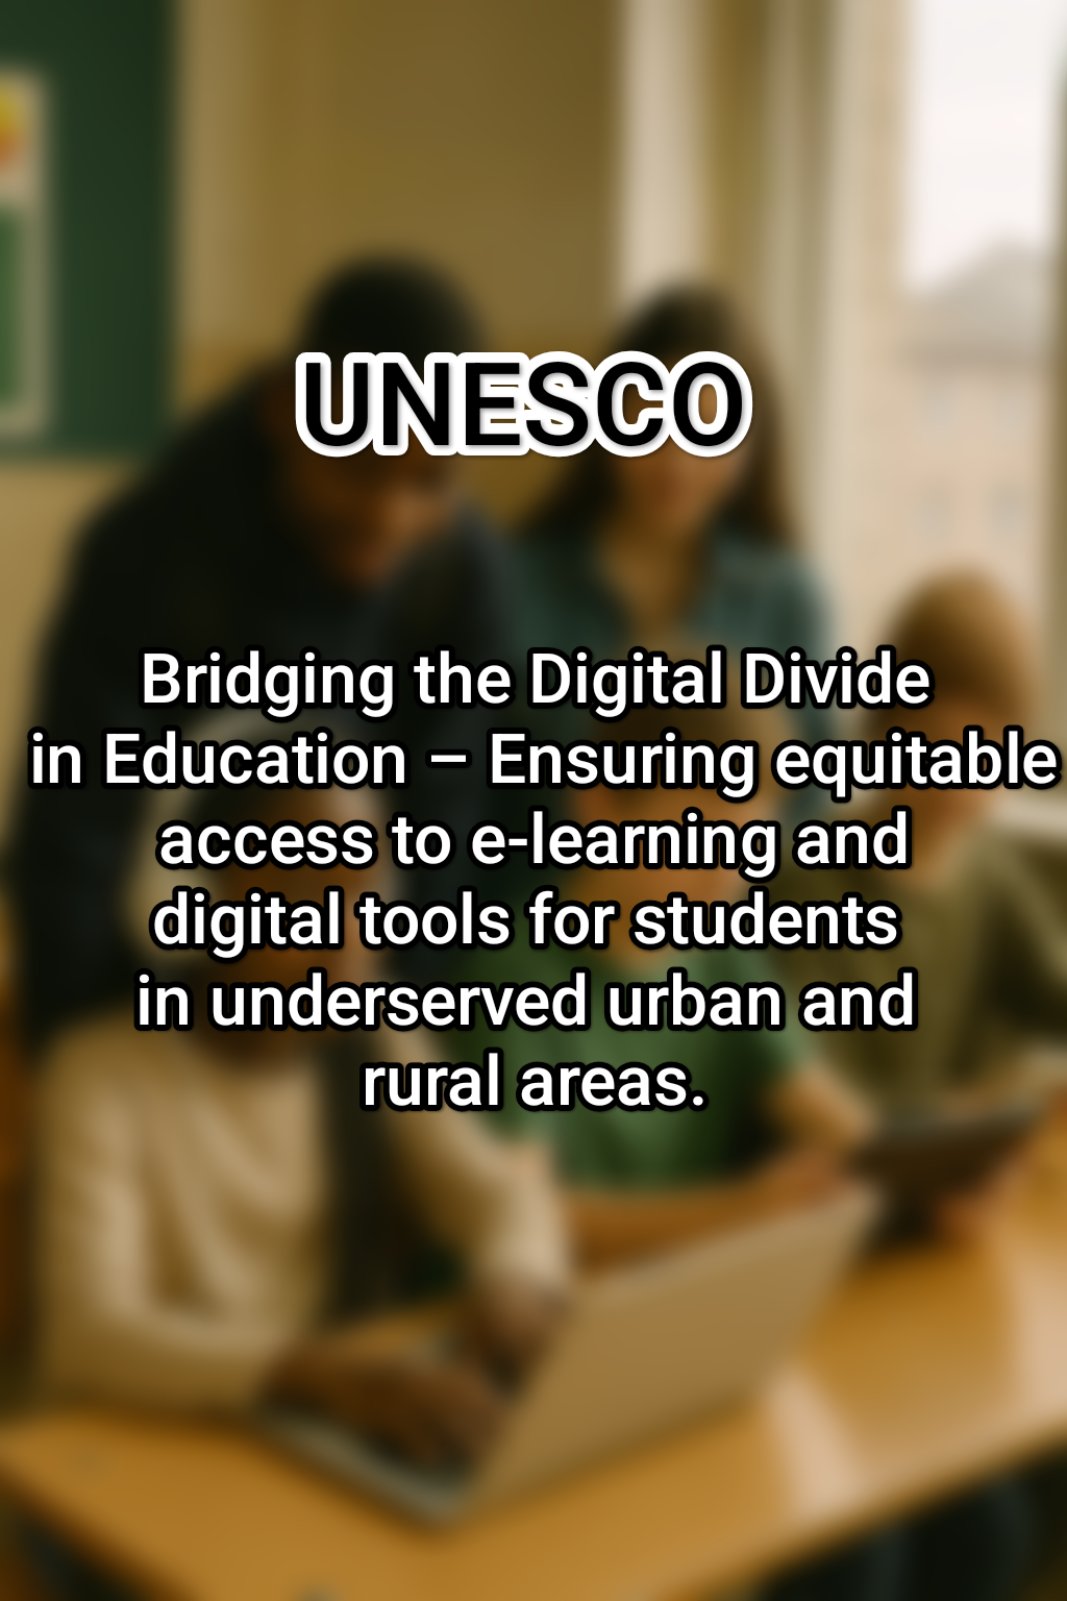 UNESCO
Bridging the Digital Divide
in Education – Ensuring equitable
access to e-learning and
digital tools for students
in underserved urban and
rural areas.